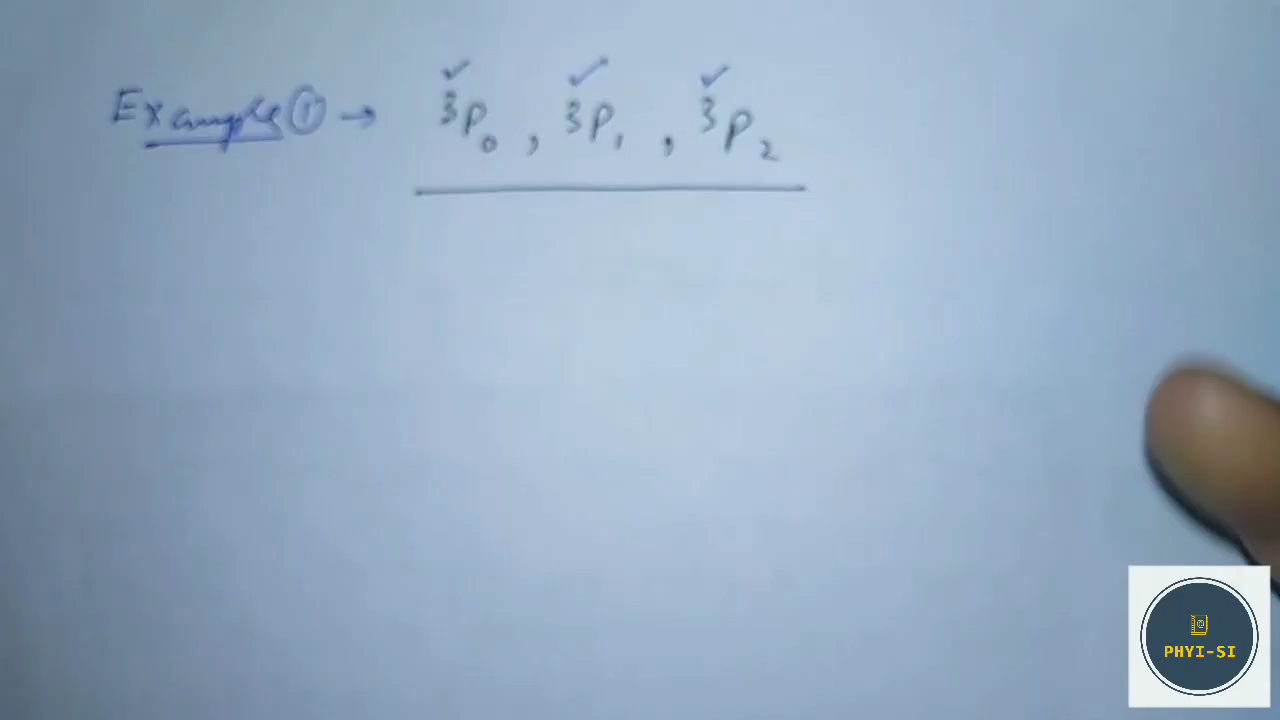 Example ① → ³P₀ , ³P₁ , ³P₂
PHYI-SI